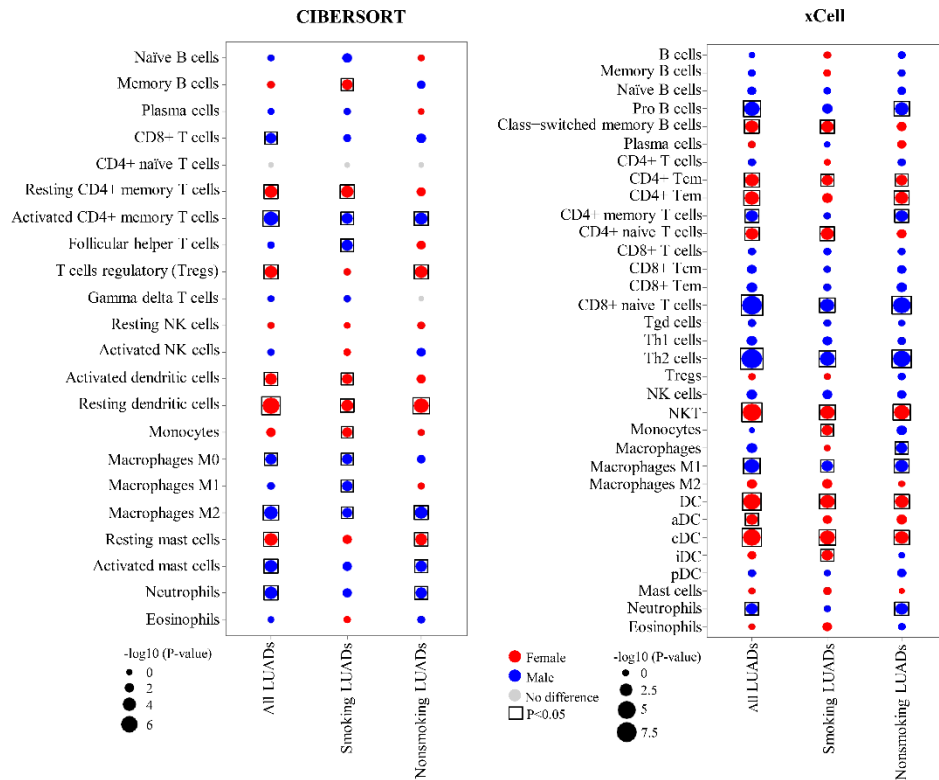 CIBERSORT
Naïve B cells
Memory B cells
Plasma cells
CD8+ T cells
CD4+ naïve T cells
Resting CD4+ memory T cells
Activated CD4+ memory T cells
Follicular helper T cells
T cells regulatory (Tregs)
Gamma delta T cells
Resting NK cells
Activated NK cells
Activated dendritic cells
Resting dendritic cells
Monocytes
Macrophages M0
Macrophages M1
Macrophages M2
Resting mast cells
Activated mast cells
Neutrophils
Eosinophils
All LUADs
Smoking LUADs
Nonsmoking LUADs
-log10 (P-value)
0
2
4
6
Female
Male
No difference
P<0.05
xCell
B cells
Memory B cells
Naïve B cells
Pro B cells
Class-switched memory B cells
Plasma cells
CD4+ T cells
CD4+ Tcm
CD4+ Tem
CD4+ memory T cells
CD4+ naive T cells
CD8+ T cells
CD8+ Tcm
CD8+ Tem
CD8+ naive T cells
Tgd cells
Th1 cells
Th2 cells
Tregs
NK cells
NKT
Monocytes
Macrophages
Macrophages M1
Macrophages M2
DC
aDC
cDC
iDC
pDC
Mast cells
Neutrophils
Eosinophils
All LUADs
Smoking LUADs
Nonsmoking LUADs
-log10 (P-value)
0
2.5
5
7.5